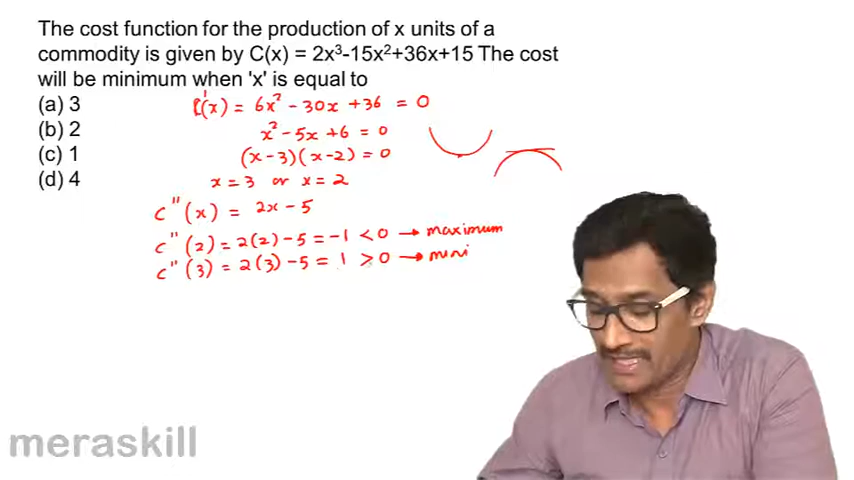 The cost function for the production of x units of a
commodity is given by C(x) = 2x³-15x²+36x+15 The cost
will be minimum when 'x' is equal to
(a) 3
(b) 2
(c) 1
(d) 4
C'(x) = 6x² - 30x + 36 = 0
x² - 5x + 6 = 0
(x - 3)(x - 2) = 0
x = 3 or x = 2
C"(x) = 2x - 5
C"(2) = 2(2) - 5 = -1 < 0 → maximum
C"(3) = 2(3) - 5 = 1 > 0 → mini
meraskill